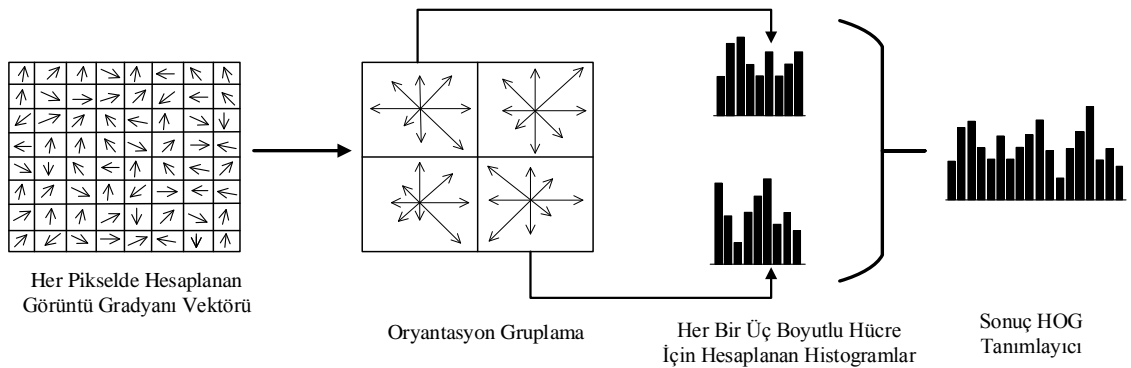 Her Pikselde Hesaplanan
Görüntü Gradyanı Vektörü
Oryantasyon Gruplama
Her Bir Üç Boyutlu Hücre
İçin Hesaplanan Histogramlar
Sonuç HOG
Tanımlayıcı